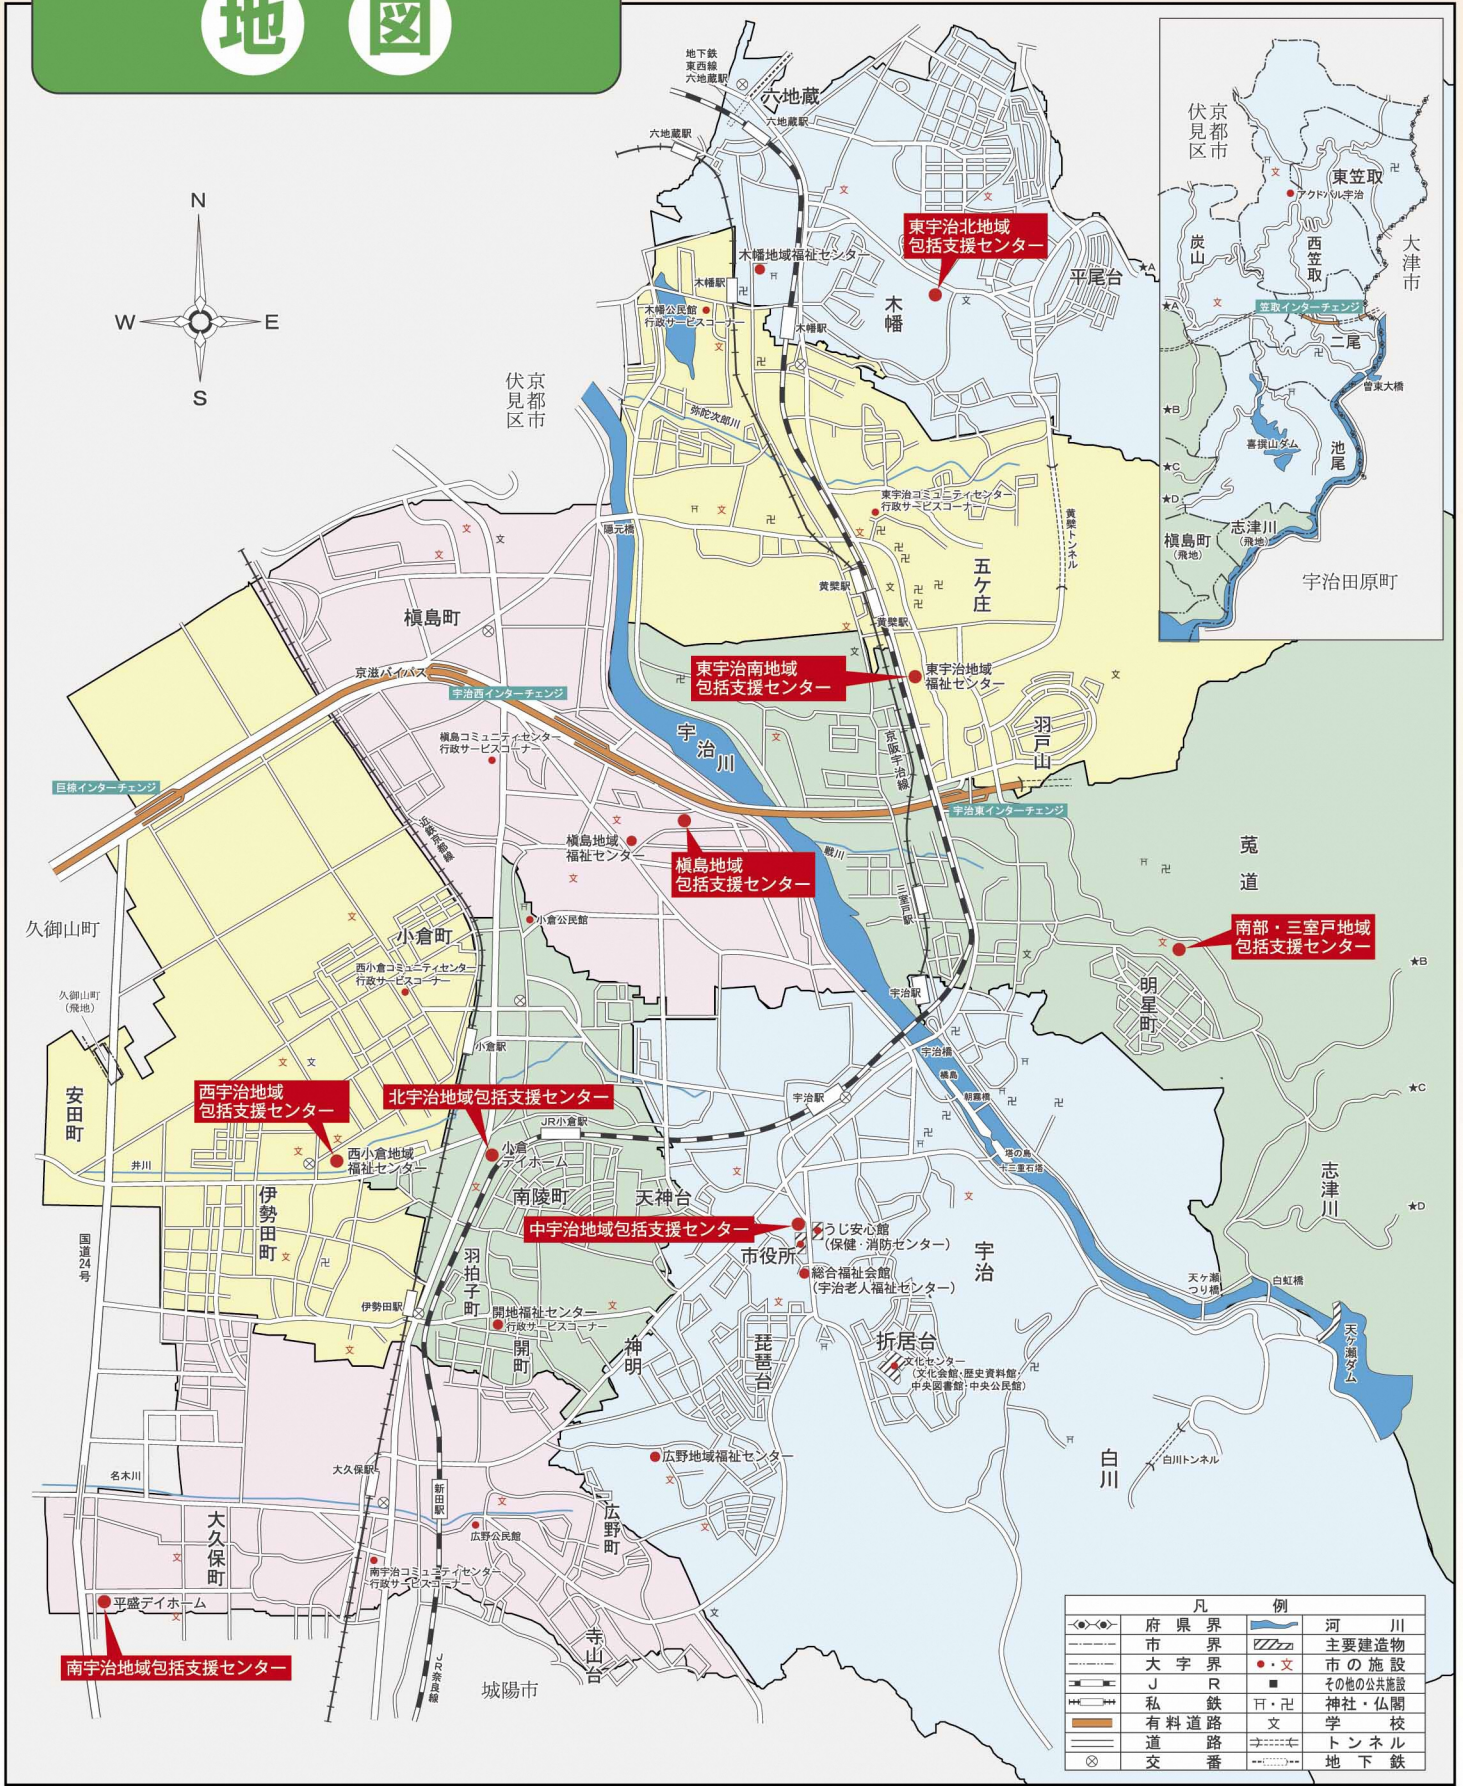 地図
地下鉄
東西線
六地蔵駅
六地蔵
六地蔵駅
六地蔵駅
N
W
E
S
東宇治北地域
包括支援センター
木幡地域福祉センター
木幡駅
木幡公民館
行政サービスコーナー
木幡
木幡駅
平尾台
★A
京都市
伏見区
弥陀次郎川
東宇治コミュニティセンター
行政サービスコーナー
隠元橋
黄檗トンネル
五ケ庄
黄檗駅
黄檗駅
槇島町
京滋バイパス
宇治西インターチェンジ
東宇治南地域
包括支援センター
東宇治地域
福祉センター
宇治川
羽戸山
京阪宇治線
槇島コミュニティセンター
行政サービスコーナー
巨椋インターチェンジ
宇治東インターチェンジ
近鉄京都線
槇島地域
福祉センター
槇島地域
包括支援センター
戦川
三室戸駅
莵道
南部・三室戸地域
包括支援センター
★B
明星町
久御山町
小倉公民館
小倉町
西小倉コミュニティセンター
行政サービスコーナー
久御山町
(飛地)
宇治駅
小倉駅
宇治橋
橘島
朝霧橋
宇治駅
★C
安田町
西宇治地域
包括支援センター
北宇治地域包括支援センター
JR小倉駅
小倉
デイホーム
西小倉地域
福祉センター
井川
塔の島
十三重石塔
志津川
★D
伊勢田町
南陵町
天神台
中宇治地域包括支援センター
うじ安心館
(保健・消防センター)
市役所
総合福祉会館
(宇治老人福祉センター)
宇治
国道24号
羽拍子町
伊勢田駅
開地福祉センター
行政サービスコーナー
開町
神明
琵琶台
折居台
文化センター
(文化会館・歴史資料館・
中央図書館・中央公民館)
天ヶ瀬
つり橋
白虹橋
天ヶ瀬ダム
広野地域福祉センター
白川
白川トンネル
名木川
大久保駅
新田駅
大久保町
広野公民館
広野町
南宇治コミュニティセンター
行政サービスコーナー
平盛デイホーム
南宇治地域包括支援センター
寺山台
JR奈良線
城陽市
京都市
伏見区
東笠取
アクトパル宇治
炭山
西笠取
大津市
★A
笠取インターチェンジ
二尾
曽束大橋
★B
喜撰山ダム
池尾
★C
★D
志津川
(飛地)
槇島町
(飛地)
宇治田原町
凡例
府県界
河川
市界
主要建造物
大字界
・文
市の施設
JR
その他の公共施設
私鉄
・卍
神社・仏閣
有料道路
文
学校
道路
トンネル
交番
地下鉄